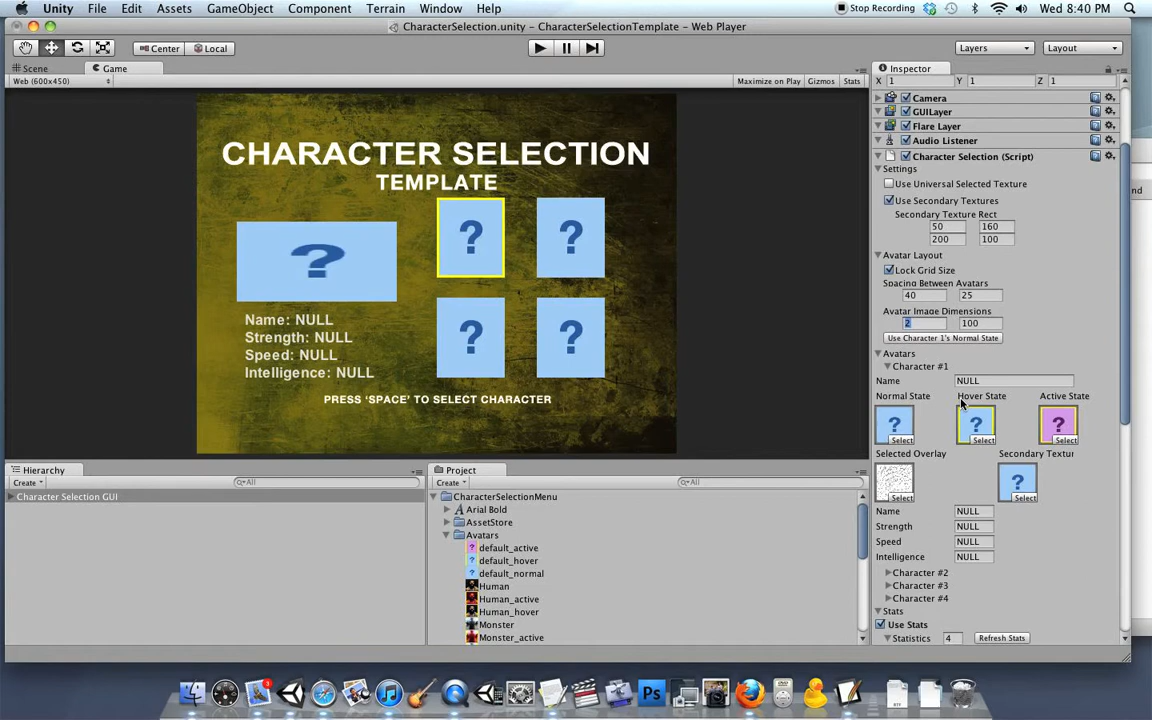 Unity File Edit Assets GameObject Component Terrain Window Help Stop Recording Wed 8:40 PM
CharacterSelection.unity - CharacterSelectionTemplate - Web Player
Center Local Layers Layout
Scene Game Inspector
Web (600x450) Maximize on Play Gizmos Stats X 1 Y 1 Z 1
Camera
GUILayer
Flare Layer
Audio Listener
Character Selection (Script)
Settings
Use Universal Selected Texture
Use Secondary Textures
Secondary Texture Rect
50 160
200 100
Avatar Layout
Lock Grid Size
Spacing Between Avatars
40 25
Avatar Image Dimensions
2 100
Use Character 1's Normal State
Avatars
Character #1
Name NULL
Normal State Hover State Active State
? ? ?
Select Select Select
Selected Overlay Secondary Textur
?
Select Select
Name NULL
Strength NULL
Speed NULL
Intelligence NULL
Character #2
Character #3
Character #4
Stats
Use Stats
Statistics 4 Refresh Stats
CHARACTER SELECTION
TEMPLATE
? ? ?
? ?
Name: NULL
Strength: NULL
Speed: NULL
Intelligence: NULL
PRESS ‘SPACE’ TO SELECT CHARACTER
Hierarchy
Create All
Character Selection GUI
Project
Create All
CharacterSelectionMenu
Arial Bold
AssetStore
Avatars
default_active
default_hover
default_normal
Human
Human_active
Human_hover
Monster
Monster_active
nd
Ps